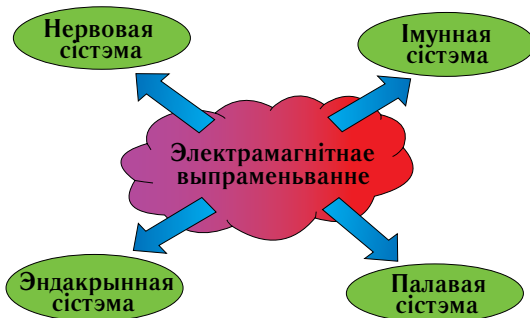 Нервовая
сістэма
Імунная
сістэма
Электрамагнітнае
выпраменьванне
Эндакрынная
сістэма
Палавая
сістэма